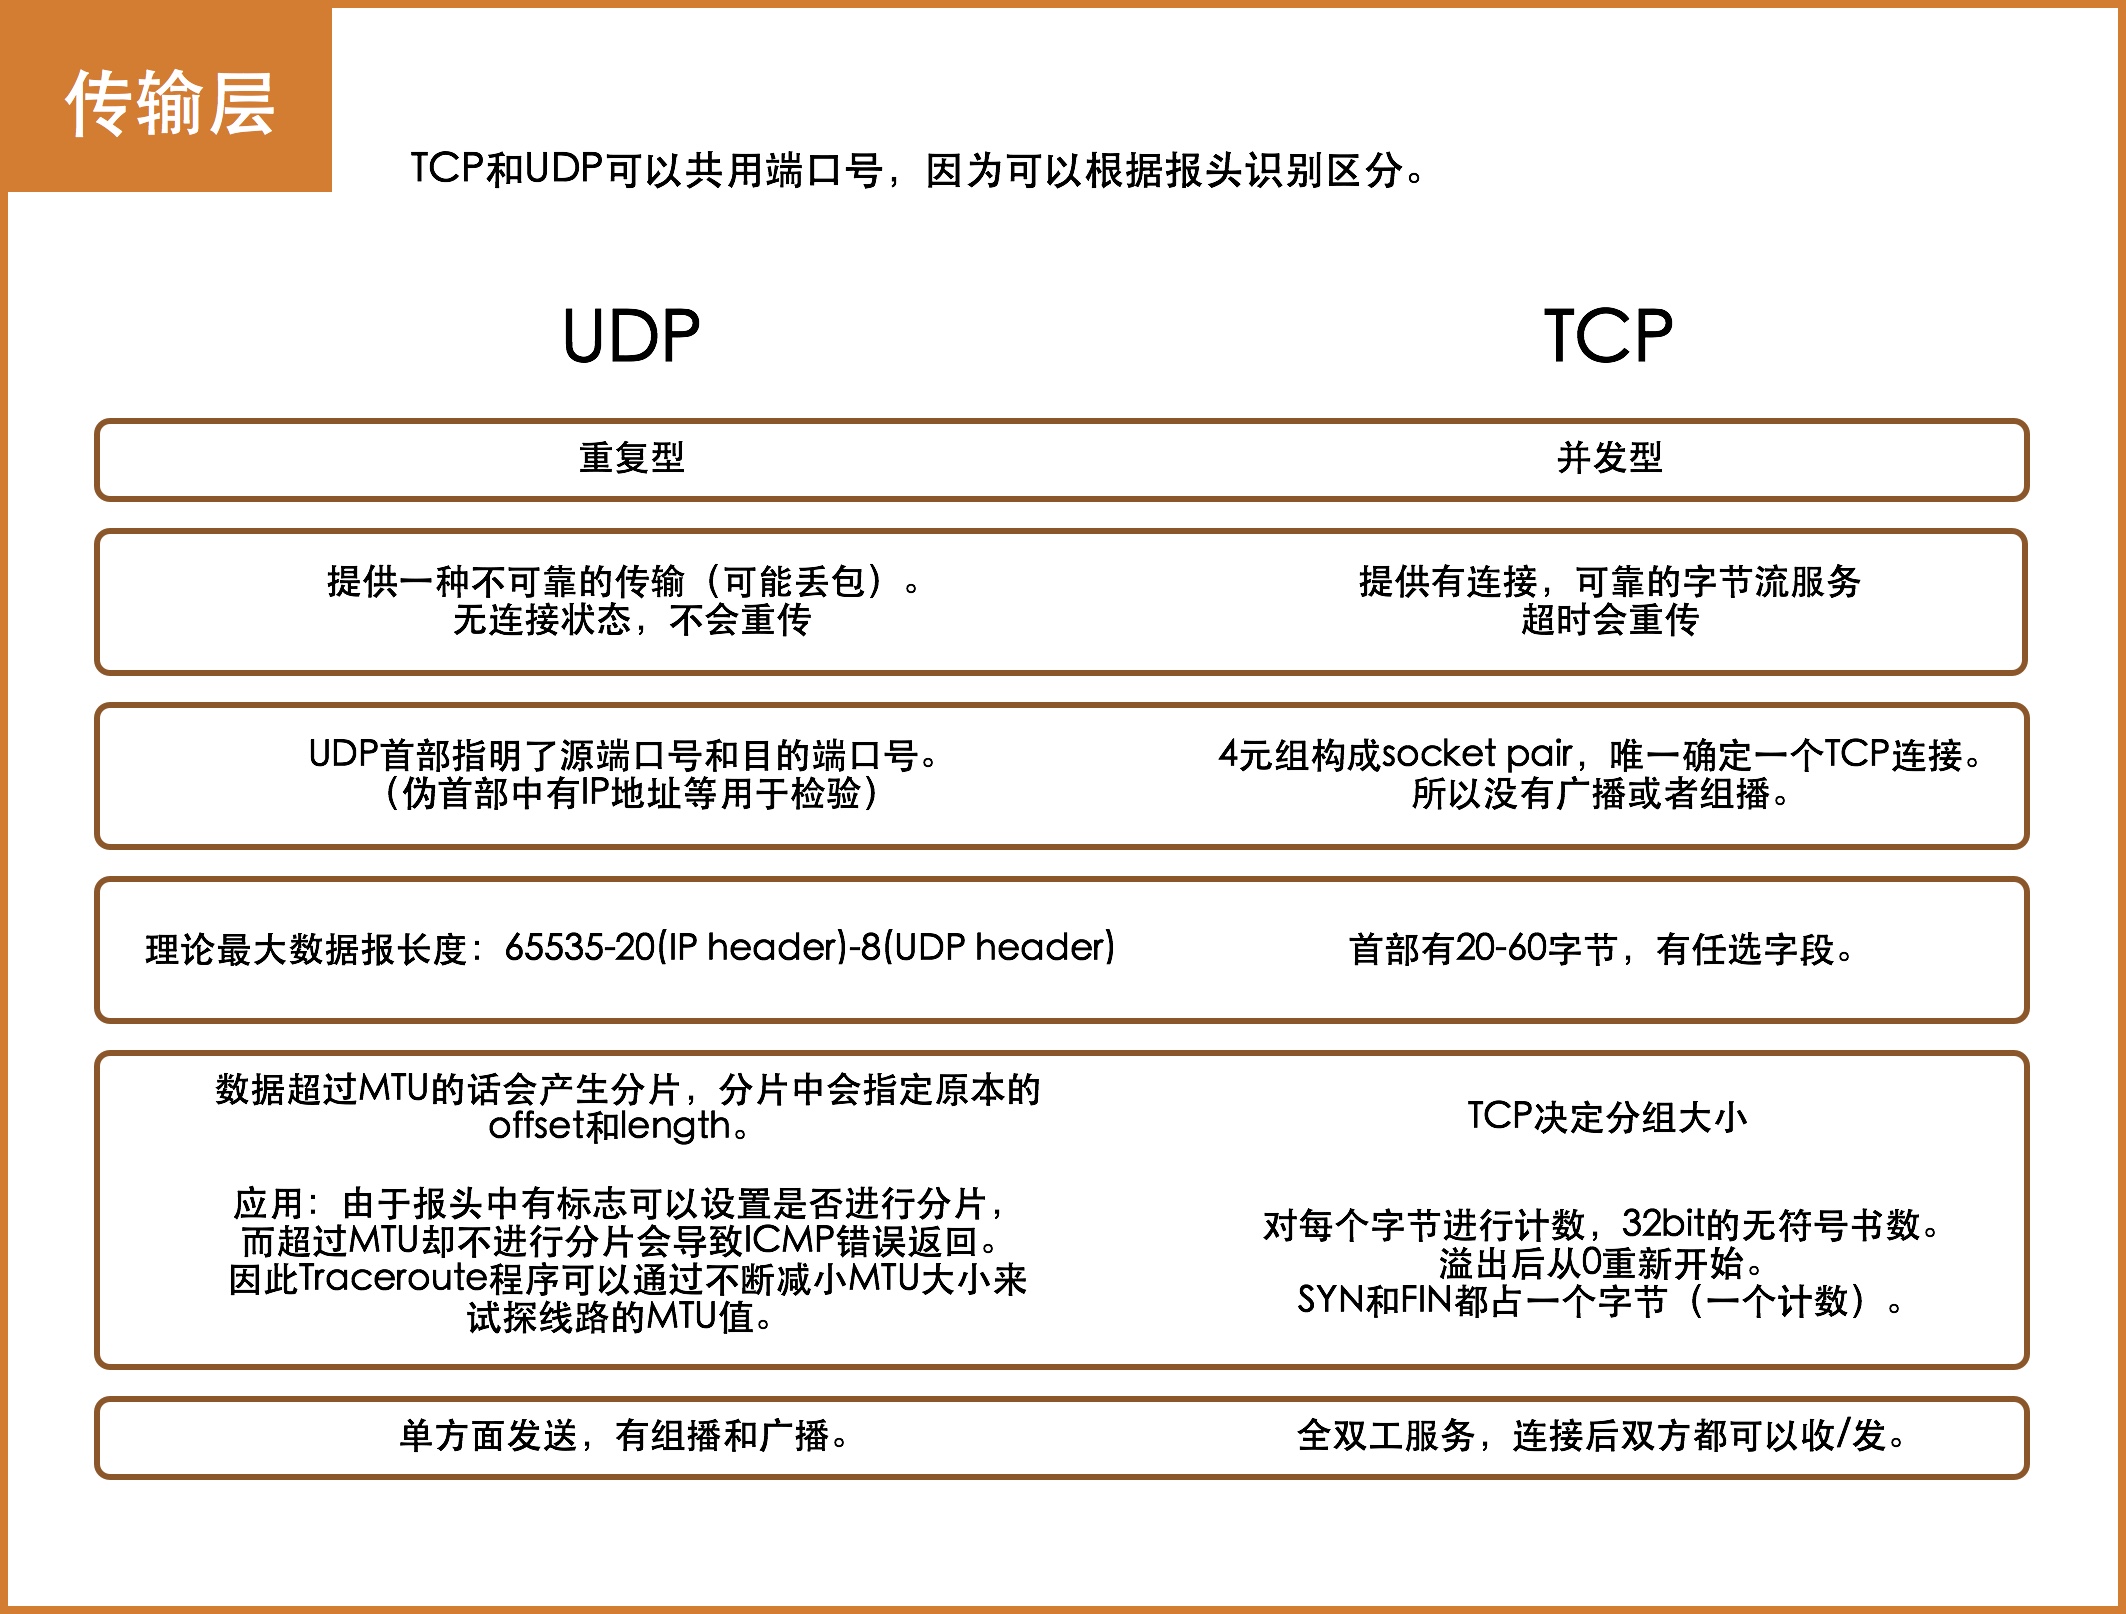 传输层
TCP和UDP可以共用端口号，因为可以根据报头识别区分。
UDP
TCP
重复型
并发型
提供一种不可靠的传输（可能丢包）。
无连接状态，不会重传
提供有连接，可靠的字节流服务
超时会重传
UDP首部指明了源端口号和目的端口号。
（伪首部中有IP地址等用于检验）
4元组构成socket pair，唯一确定一个TCP连接。
所以没有广播或者组播。
理论最大数据报长度：65535-20(IP header)-8(UDP header)
首部有20-60字节，有任选字段。
数据超过MTU的话会产生分片，分片中会指定原本的
offset和length。
应用：由于报头中有标志可以设置是否进行分片，
而超过MTU却不进行分片会导致ICMP错误返回。
因此Traceroute程序可以通过不断减小MTU大小来
试探线路的MTU值。
TCP决定分组大小
对每个字节进行计数，32bit的无符号书数。
溢出后从0重新开始。
SYN和FIN都占一个字节（一个计数）。
单方面发送，有组播和广播。
全双工服务，连接后双方都可以收/发。